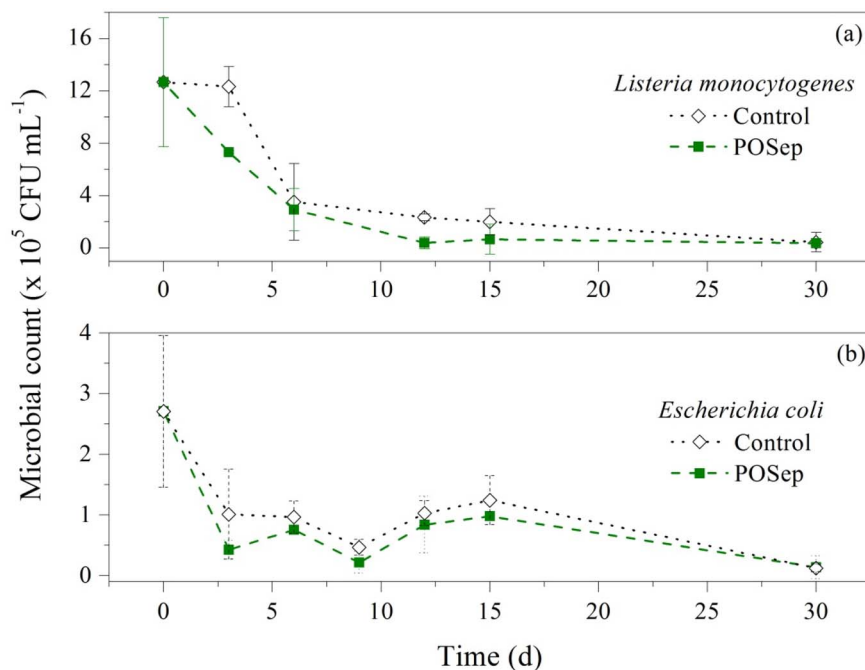 Microbial count (x 10⁵ CFU mL⁻¹)
(a)
16
12
8
4
0
Listeria monocytogenes
Control
POSep
0 5 10 15 20 25 30
(b)
4
3
2
1
0
Escherichia coli
Control
POSep
0 5 10 15 20 25 30
Time (d)